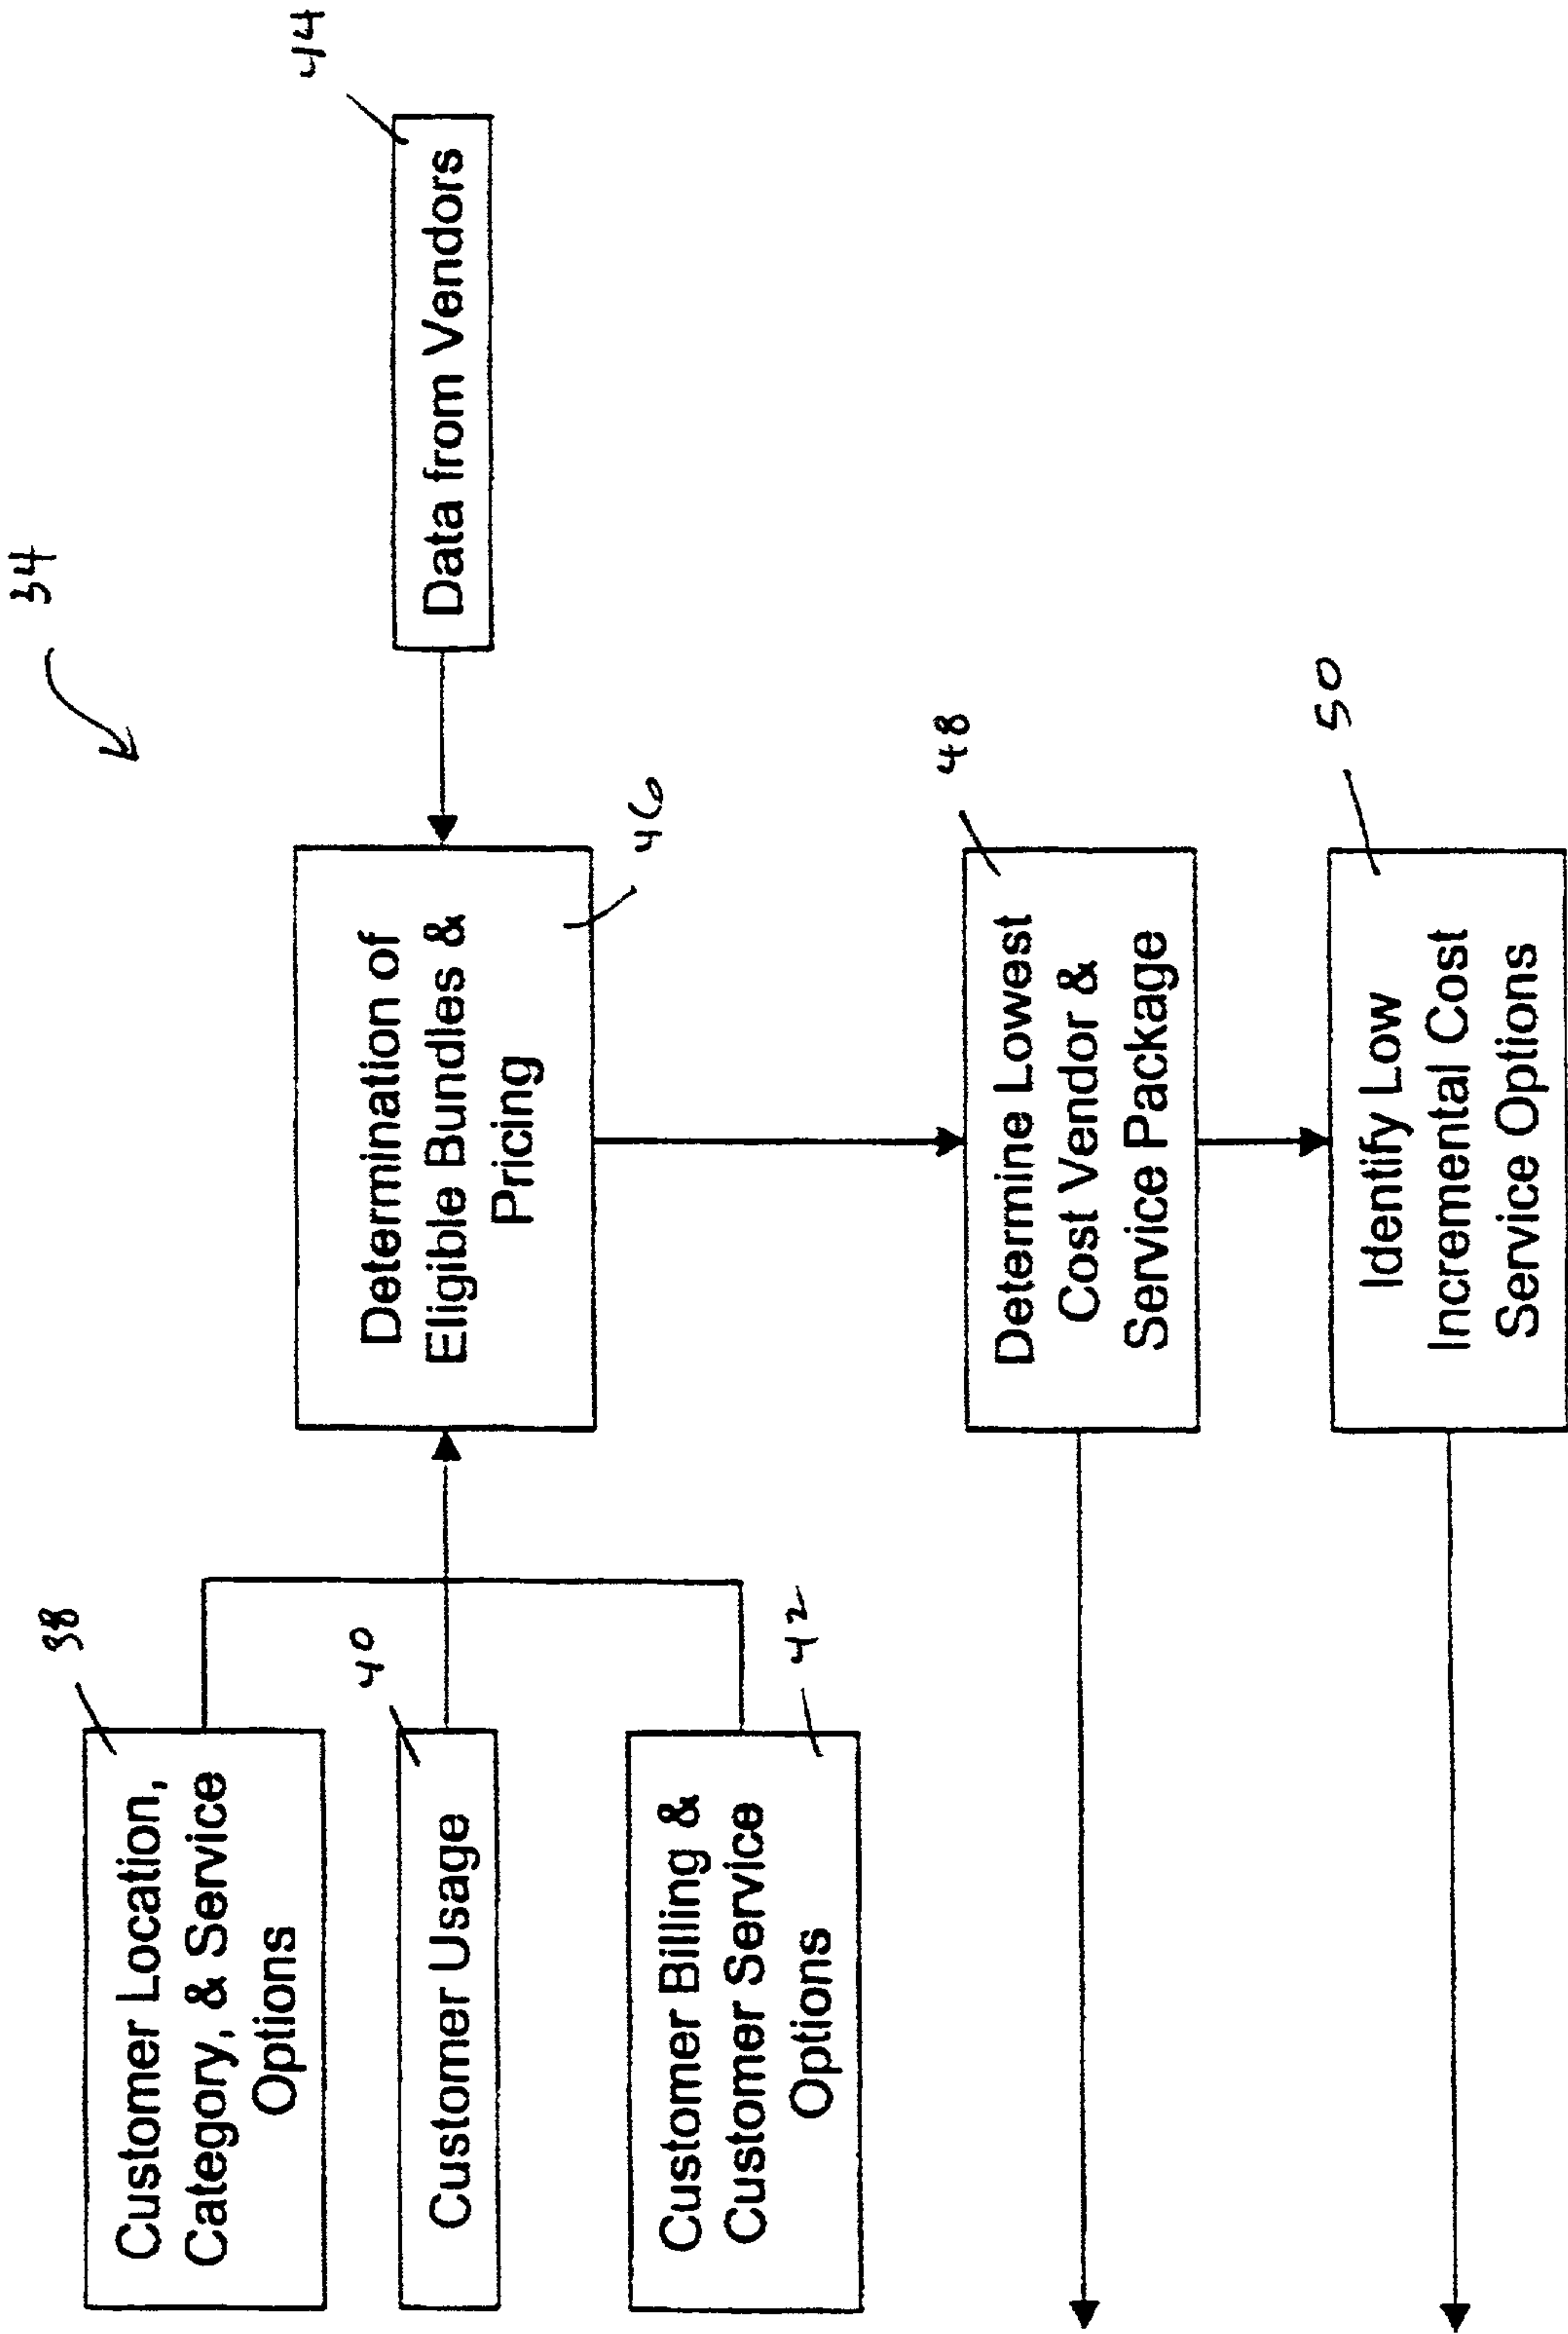 34
38
Customer Location,
Category, & Service
Options
40
Customer Usage
42
Customer Billing &
Customer Service
Options
46
Determination of
Eligible Bundles &
Pricing
44
Data from Vendors
48
Determine Lowest
Cost Vendor &
Service Package
50
Identify Low
Incremental Cost
Service Options